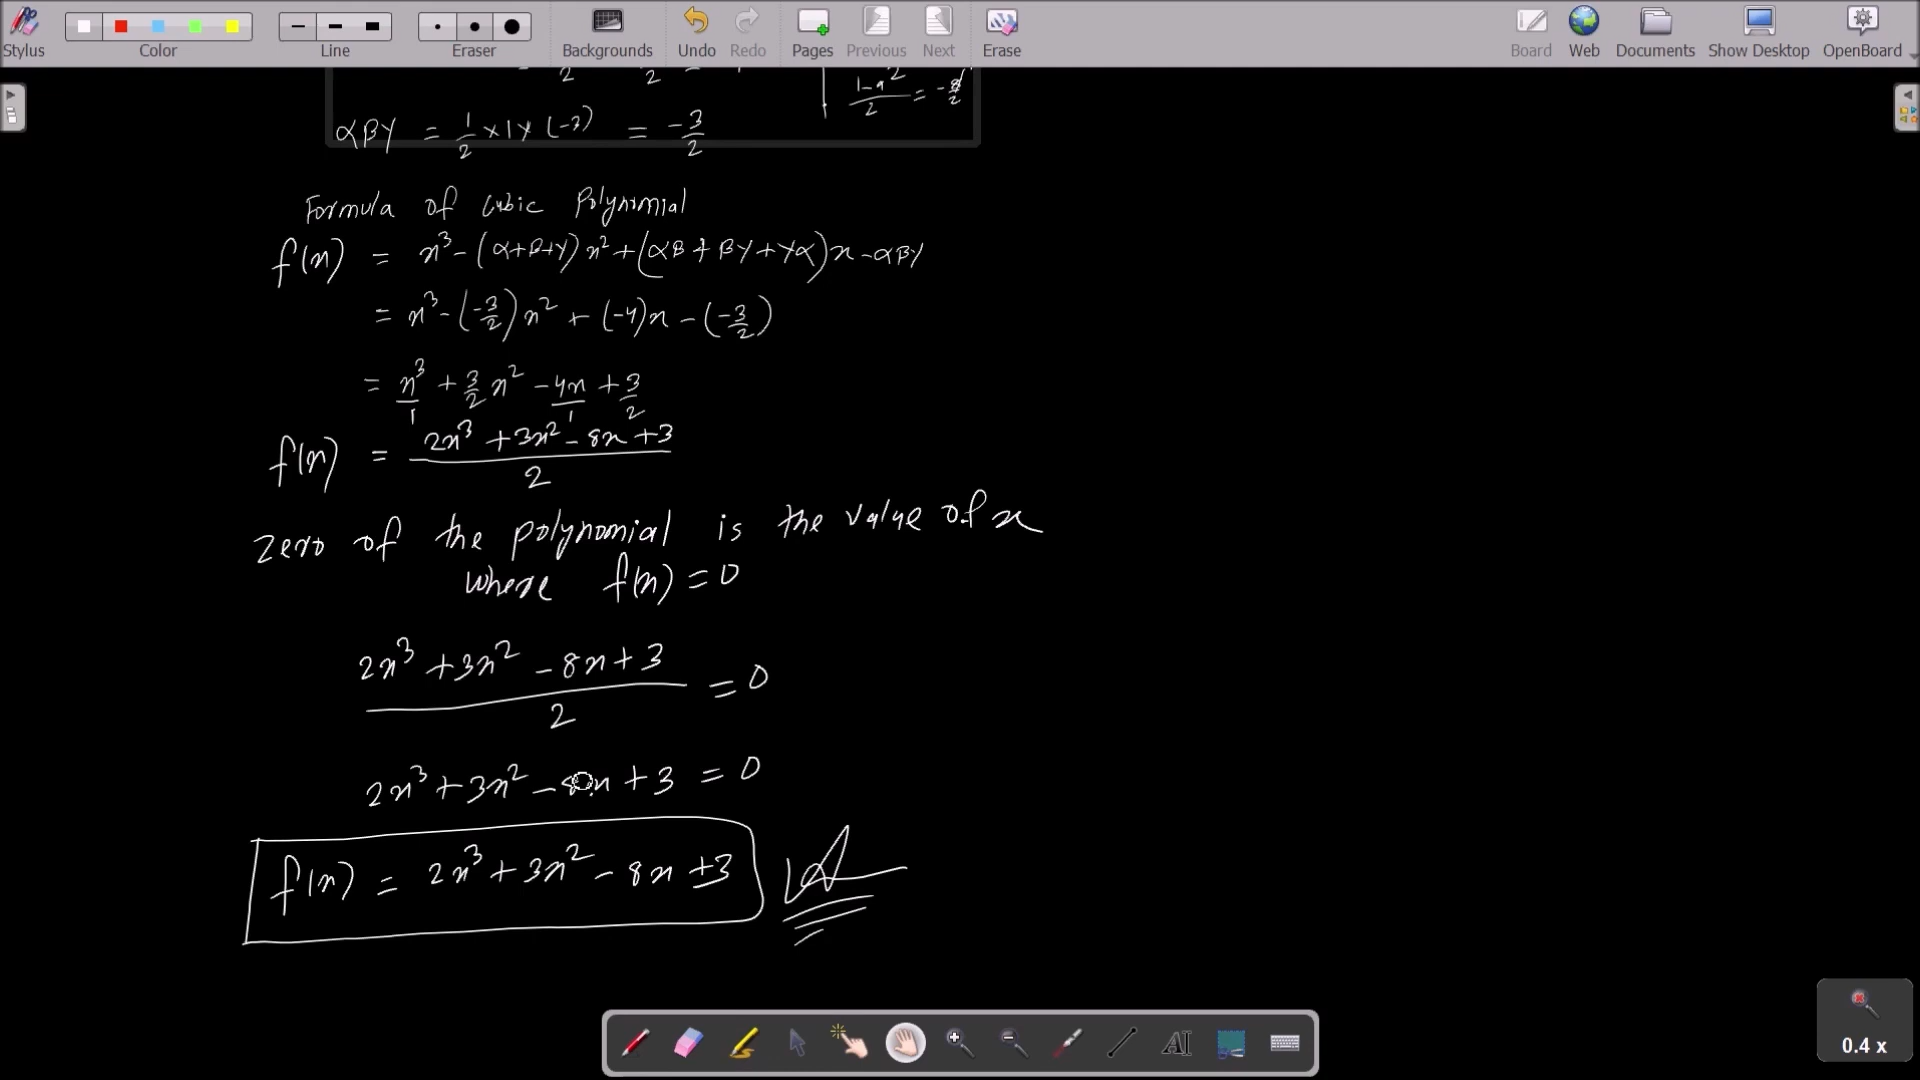 Stylus Color Line Eraser Backgrounds Undo Redo Pages Previous Next Erase Board Web Documents Show Desktop OpenBoard
αβγ = 1/2 × 1 × (-3) = -3/2
Formula of Cubic Polynomial
f(x) = x³ - (α+β+γ)x² + (αβ + βγ + γα)x - αβγ
= x³ - (-3/2)x² + (-4)x - (-3/2)
= x³/1 + 3/2 x² - 4x/1 + 3/2
f(x) = (2x³ + 3x² - 8x + 3)/2
Zero of the polynomial is the value of x
where f(x) = 0
(2x³ + 3x² - 8x + 3)/2 = 0
2x³ + 3x² - 8x + 3 = 0
f(x) = 2x³ + 3x² - 8x + 3
AI
0.4 x